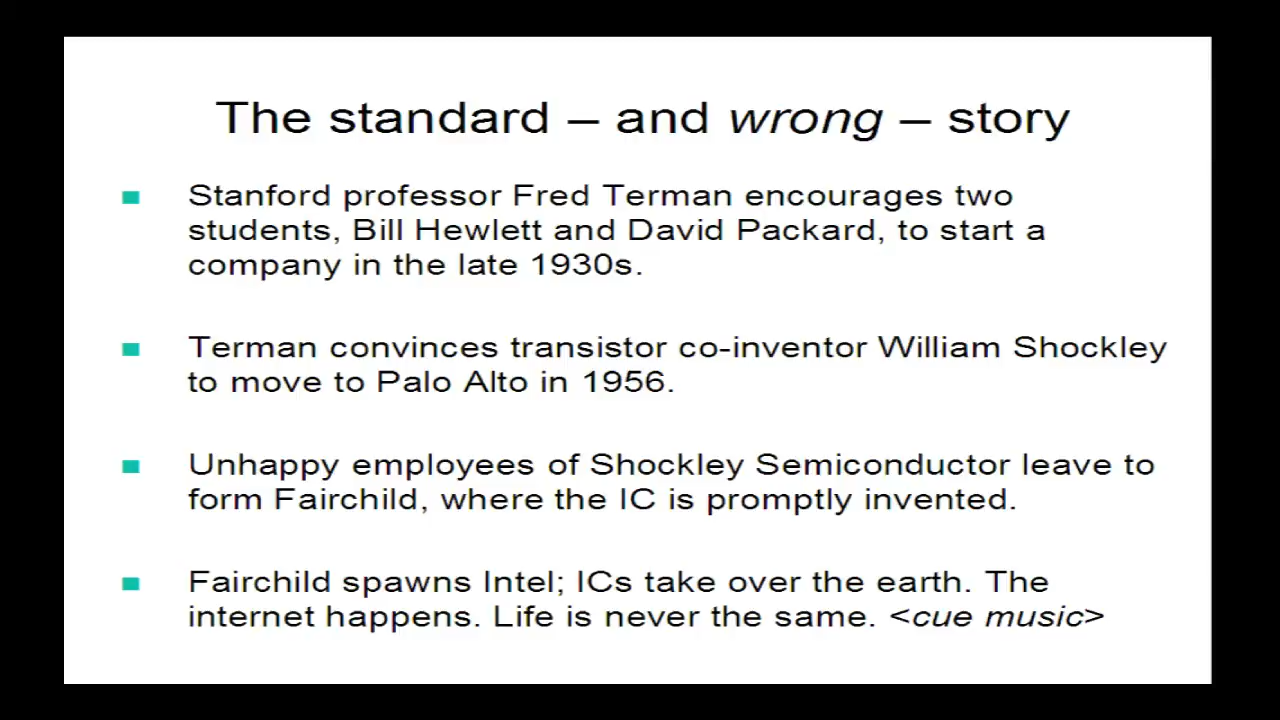 The standard – and wrong – story
Stanford professor Fred Terman encourages two
students, Bill Hewlett and David Packard, to start a
company in the late 1930s.
Terman convinces transistor co-inventor William Shockley
to move to Palo Alto in 1956.
Unhappy employees of Shockley Semiconductor leave to
form Fairchild, where the IC is promptly invented.
Fairchild spawns Intel; ICs take over the earth. The
internet happens. Life is never the same. <cue music>